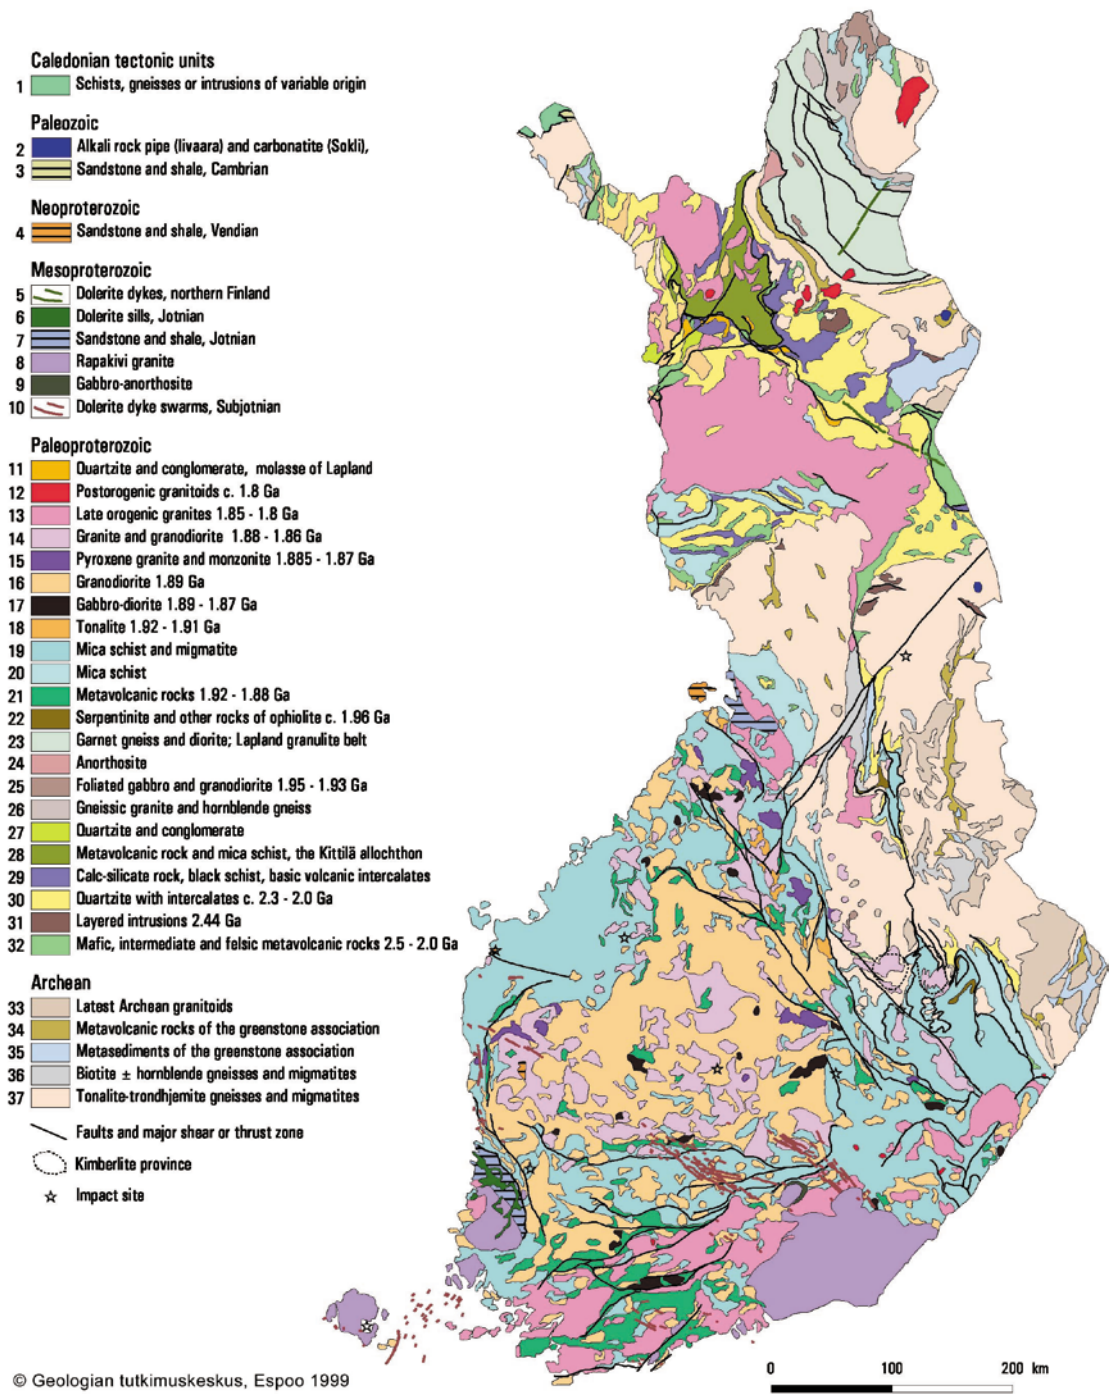 Caledonian tectonic units
1 Schists, gneisses or intrusions of variable origin
Paleozoic
2 Alkali rock pipe (Iivaara) and carbonatite (Sokli),
3 Sandstone and shale, Cambrian
Neoproterozoic
4 Sandstone and shale, Vendian
Mesoproterozoic
5 Dolerite dykes, northern Finland
6 Dolerite sills, Jotnian
7 Sandstone and shale, Jotnian
8 Rapakivi granite
9 Gabbro-anorthosite
10 Dolerite dyke swarms, Subjotnian
Paleoproterozoic
11 Quartzite and conglomerate, molasse of Lapland
12 Postorogenic granitoids c. 1.8 Ga
13 Late orogenic granites 1.85 - 1.8 Ga
14 Granite and granodiorite 1.88 - 1.86 Ga
15 Pyroxene granite and monzonite 1.885 - 1.87 Ga
16 Granodiorite 1.89 Ga
17 Gabbro-diorite 1.89 - 1.87 Ga
18 Tonalite 1.92 - 1.91 Ga
19 Mica schist and migmatite
20 Mica schist
21 Metavolcanic rocks 1.92 - 1.88 Ga
22 Serpentinite and other rocks of ophiolite c. 1.96 Ga
23 Garnet gneiss and diorite; Lapland granulite belt
24 Anorthosite
25 Foliated gabbro and granodiorite 1.95 - 1.93 Ga
26 Gneissic granite and hornblende gneiss
27 Quartzite and conglomerate
28 Metavolcanic rock and mica schist, the Kittilä allochthon
29 Calc-silicate rock, black schist, basic volcanic intercalates
30 Quartzite with intercalates c. 2.3 - 2.0 Ga
31 Layered intrusions 2.44 Ga
32 Mafic, intermediate and felsic metavolcanic rocks 2.5 - 2.0 Ga
Archean
33 Latest Archean granitoids
34 Metavolcanic rocks of the greenstone association
35 Metasediments of the greenstone association
36 Biotite ± hornblende gneisses and migmatites
37 Tonalite-trondhjemite gneisses and migmatites
Faults and major shear or thrust zone
Kimberlite province
Impact site
© Geologian tutkimuskeskus, Espoo 1999
0 100 200 km